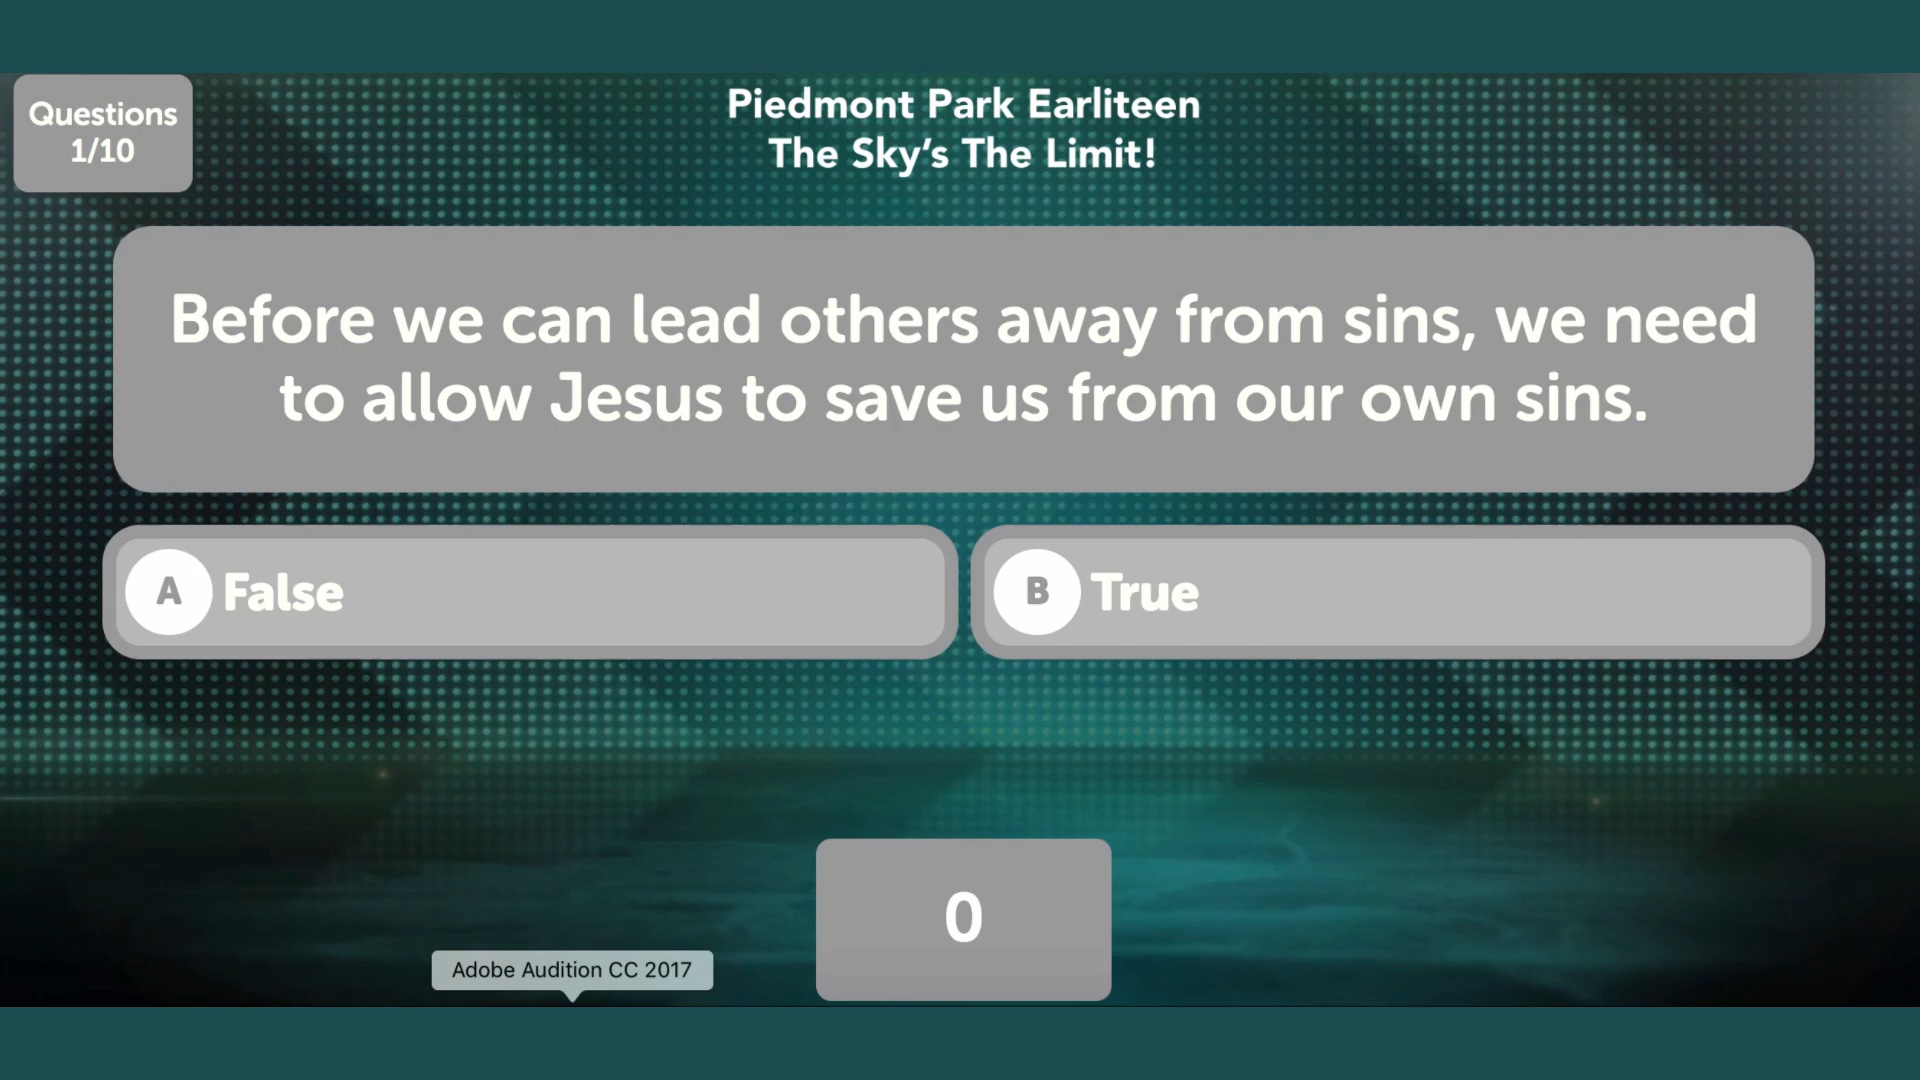 Questions
1/10
Piedmont Park Earliteen
The Sky's The Limit!
Before we can lead others away from sins, we need
to allow Jesus to save us from our own sins.
A False
B True
0
Adobe Audition CC 2017